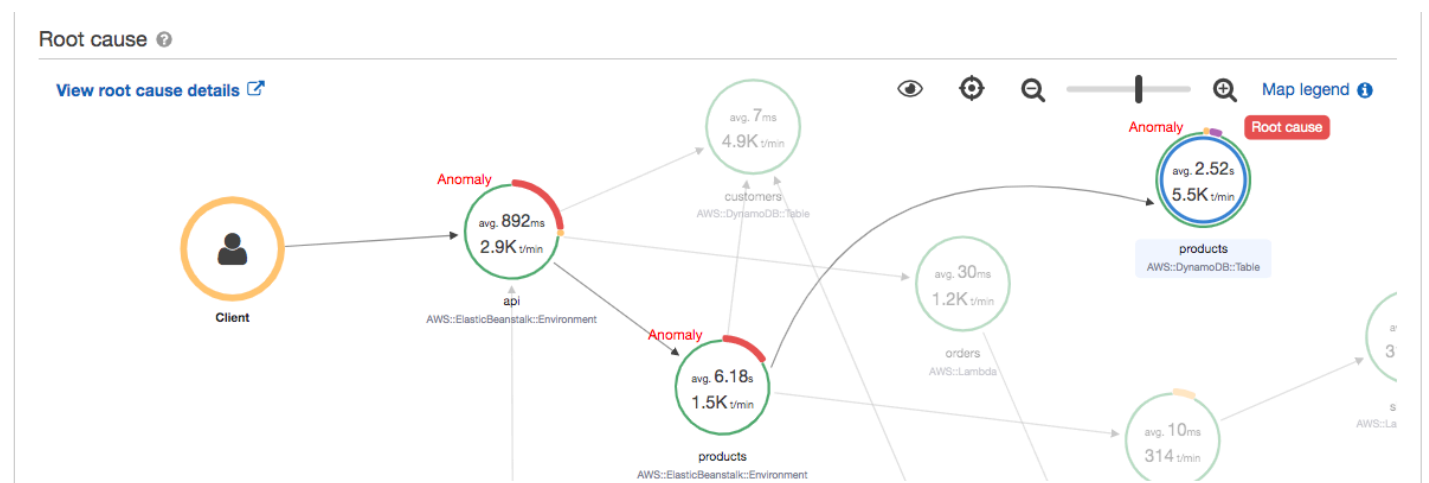 Root cause ?
View root cause details
Map legend i
avg. 7ms
4.9K t/min
customers
AWS::DynamoDB::Table
Anomaly
Root cause
avg. 2.52s
5.5K t/min
products
AWS::DynamoDB::Table
Anomaly
avg. 892ms
2.9K t/min
api
AWS::ElasticBeanstalk::Environment
Client
avg. 30ms
1.2K t/min
orders
AWS::Lambda
Anomaly
avg. 6.18s
1.5K t/min
products
AWS::ElasticBeanstalk::Environment
avg. 10ms
314 t/min